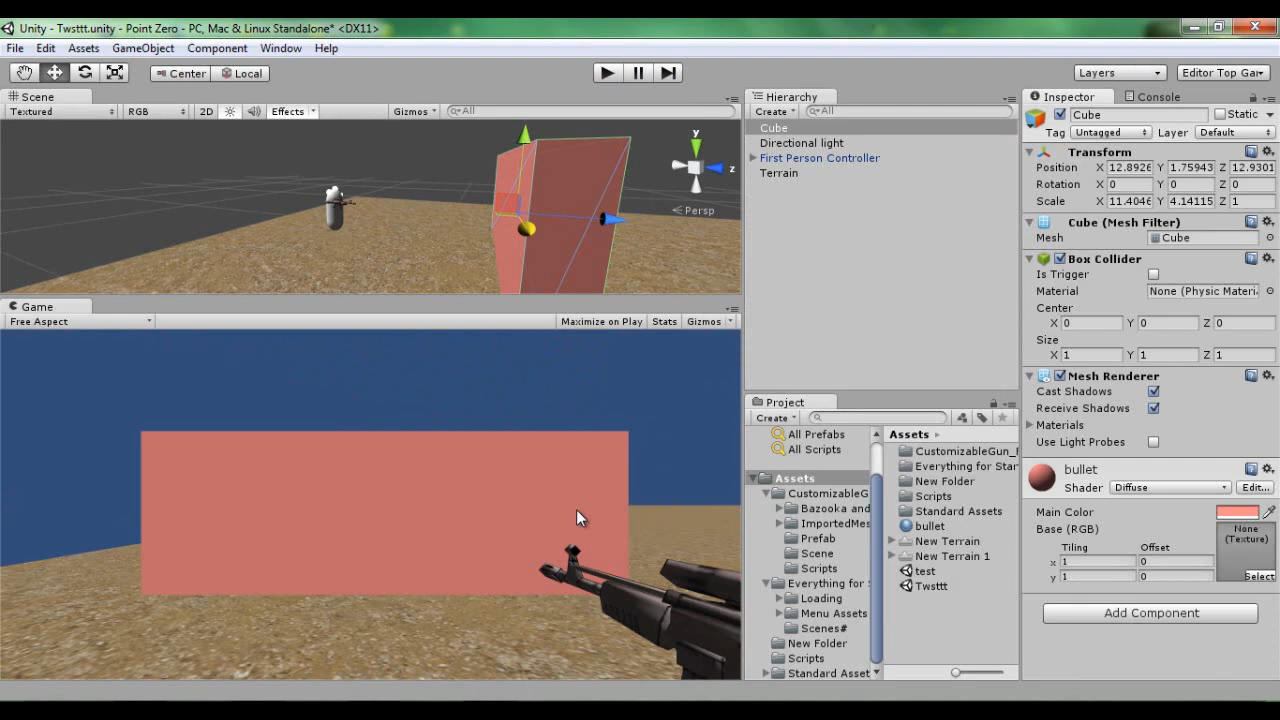 Unity - Twsttt.unity - Point Zero - PC, Mac & Linux Standalone* <DX11>
File Edit Assets GameObject Component Window Help
Center Local
Layers
Editor Top Gar
Scene
Textured RGB 2D Effects Gizmos All
y
z
Persp
Game
Free Aspect Maximize on Play Stats Gizmos
Hierarchy
Create All
Cube
Directional light
First Person Controller
Terrain
Project
Create
All Prefabs
All Scripts
Assets
CustomizableG
Bazooka and
ImportedMes
Prefab
Scene
Scripts
Everything for
Loading
Menu Assets
Scenes#
New Folder
Scripts
Standard Asset
Assets
CustomizableGun_
Everything for Star
New Folder
Scripts
Standard Assets
bullet
New Terrain
New Terrain 1
test
Twsttt
Inspector Console
Cube Static
Tag Untagged Layer Default
Transform
Position X 12.8926 Y 1.75943 Z 12.9301
Rotation X 0 Y 0 Z 0
Scale X 11.4046 Y 4.14115 Z 1
Cube (Mesh Filter)
Mesh Cube
Box Collider
Is Trigger
Material None (Physic Materi
Center
X 0 Y 0 Z 0
Size
X 1 Y 1 Z 1
Mesh Renderer
Cast Shadows
Receive Shadows
Materials
Use Light Probes
bullet
Shader Diffuse Edit...
Main Color
Base (RGB) None
(Texture)
Tiling Offset
x 1 0
y 1 0
Select
Add Component